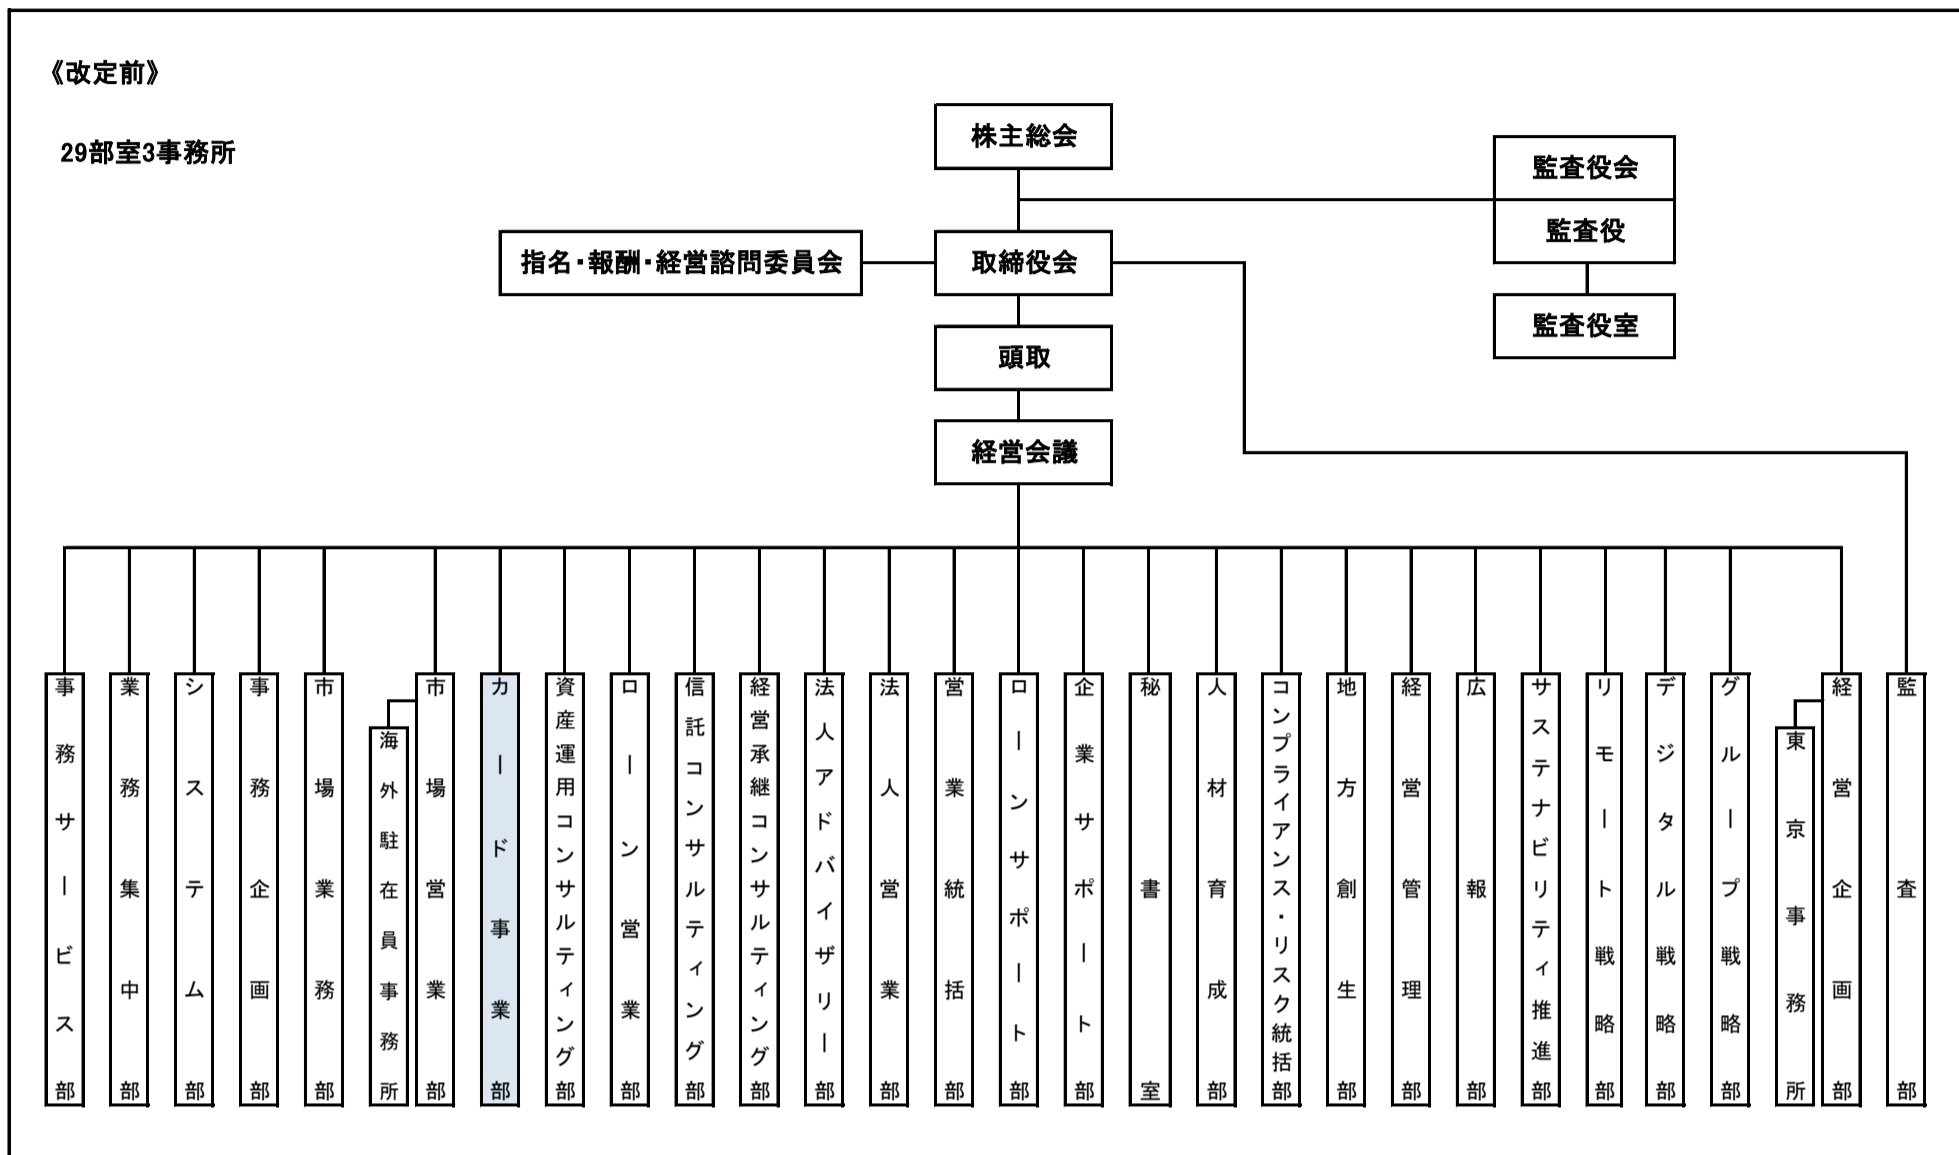 《改定前》
29部室3事務所
株主総会
監査役会
監査役
指名・報酬・経営諮問委員会
取締役会
監査役室
頭取
経営会議
事務サービス部
業務集中部
システム部
事務企画部
市場業務部
海外駐在員事務所
市場営業部
カード事業部
資産運用コンサルティング部
ローン営業部
信託コンサルティング部
経営承継コンサルティング部
法人アドバイザリー部
法人営業部
営業統括部
ローンサポート部
企業サポート部
秘書室
人材育成部
コンプライアンス・リスク統括部
地方創生部
経営管理部
広報部
サステナビリティ推進部
リモート戦略部
デジタル戦略部
グループ戦略部
東京事務所
経営企画部
監査部